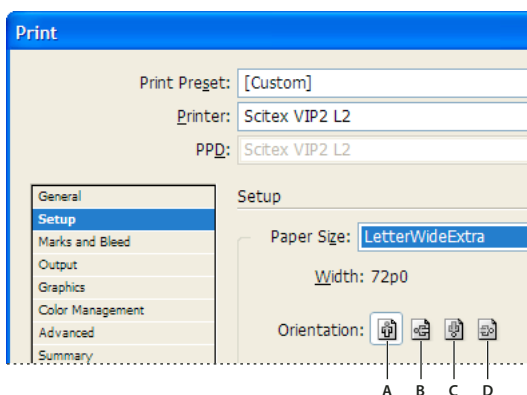 Print
Print Preset: [Custom]
Printer: Scitex VIP2 L2
PPD: Scitex VIP2 L2
General
Setup
Marks and Bleed
Output
Graphics
Color Management
Advanced
Summary
Setup
Paper Size: LetterWideExtra
Width: 72p0
Orientation:
A B C D